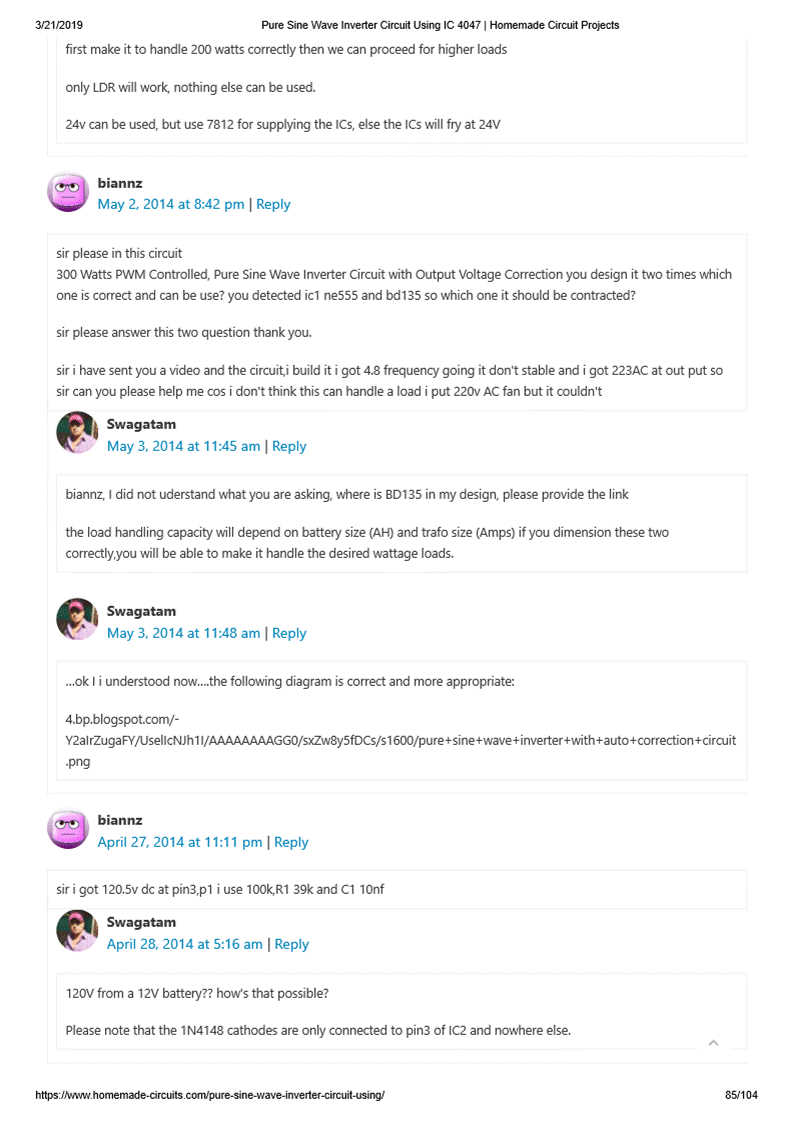 3/21/2019 Pure Sine Wave Inverter Circuit Using IC 4047 | Homemade Circuit Projects
first make it to handle 200 watts correctly then we can proceed for higher loads
only LDR will work, nothing else can be used.
24v can be used, but use 7812 for supplying the ICs, else the ICs will fry at 24V
biannz
May 2, 2014 at 8:42 pm | Reply
sir please in this circuit
300 Watts PWM Controlled, Pure Sine Wave Inverter Circuit with Output Voltage Correction you design it two times which
one is correct and can be use? you detected ic1 ne555 and bd135 so which one it should be contracted?
sir please answer this two question thank you.
sir i have sent you a video and the circuit,i build it i got 4.8 frequency going it don't stable and i got 223AC at out put so
sir can you please help me cos i don't think this can handle a load i put 220v AC fan but it couldn't
Swagatam
May 3, 2014 at 11:45 am | Reply
biannz, I did not uderstand what you are asking, where is BD135 in my design, please provide the link
the load handling capacity will depend on battery size (AH) and trafo size (Amps) if you dimension these two
correctly,you will be able to make it handle the desired wattage loads.
Swagatam
May 3, 2014 at 11:48 am | Reply
...ok I i understood now....the following diagram is correct and more appropriate:
4.bp.blogspot.com/-
Y2aIrZugaFY/UselIcNJh1I/AAAAAAAAGG0/sxZw8y5fDCs/s1600/pure+sine+wave+inverter+with+auto+correction+circuit
.png
biannz
April 27, 2014 at 11:11 pm | Reply
sir i got 120.5v dc at pin3,p1 i use 100k,R1 39k and C1 10nf
Swagatam
April 28, 2014 at 5:16 am | Reply
120V from a 12V battery?? how's that possible?
Please note that the 1N4148 cathodes are only connected to pin3 of IC2 and nowhere else.
https://www.homemade-circuits.com/pure-sine-wave-inverter-circuit-using/ 85/104